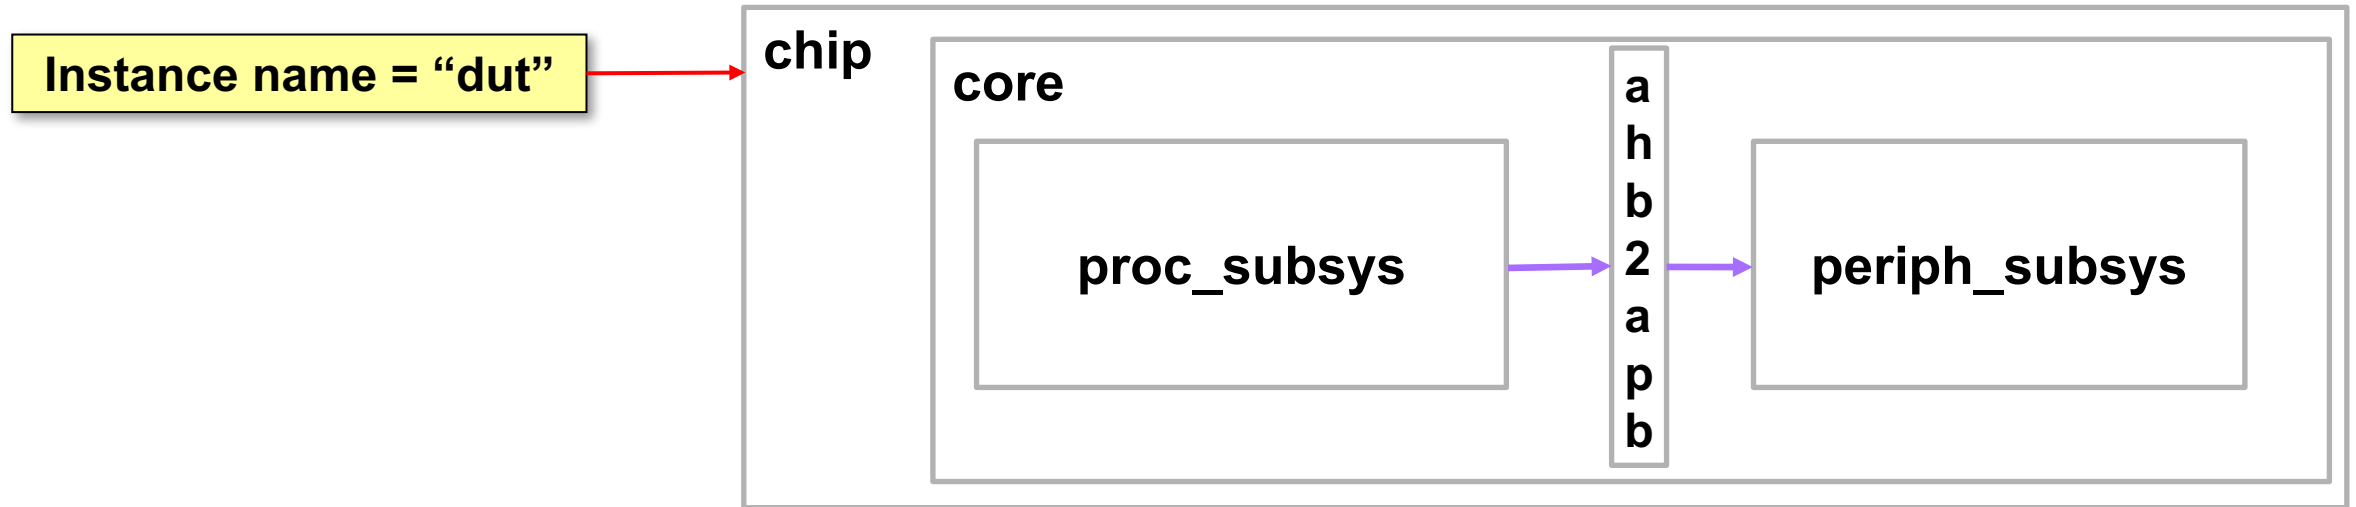 Instance name = “dut”
chip
core
proc_subsys
a
h
b
2
a
p
b
periph_subsys